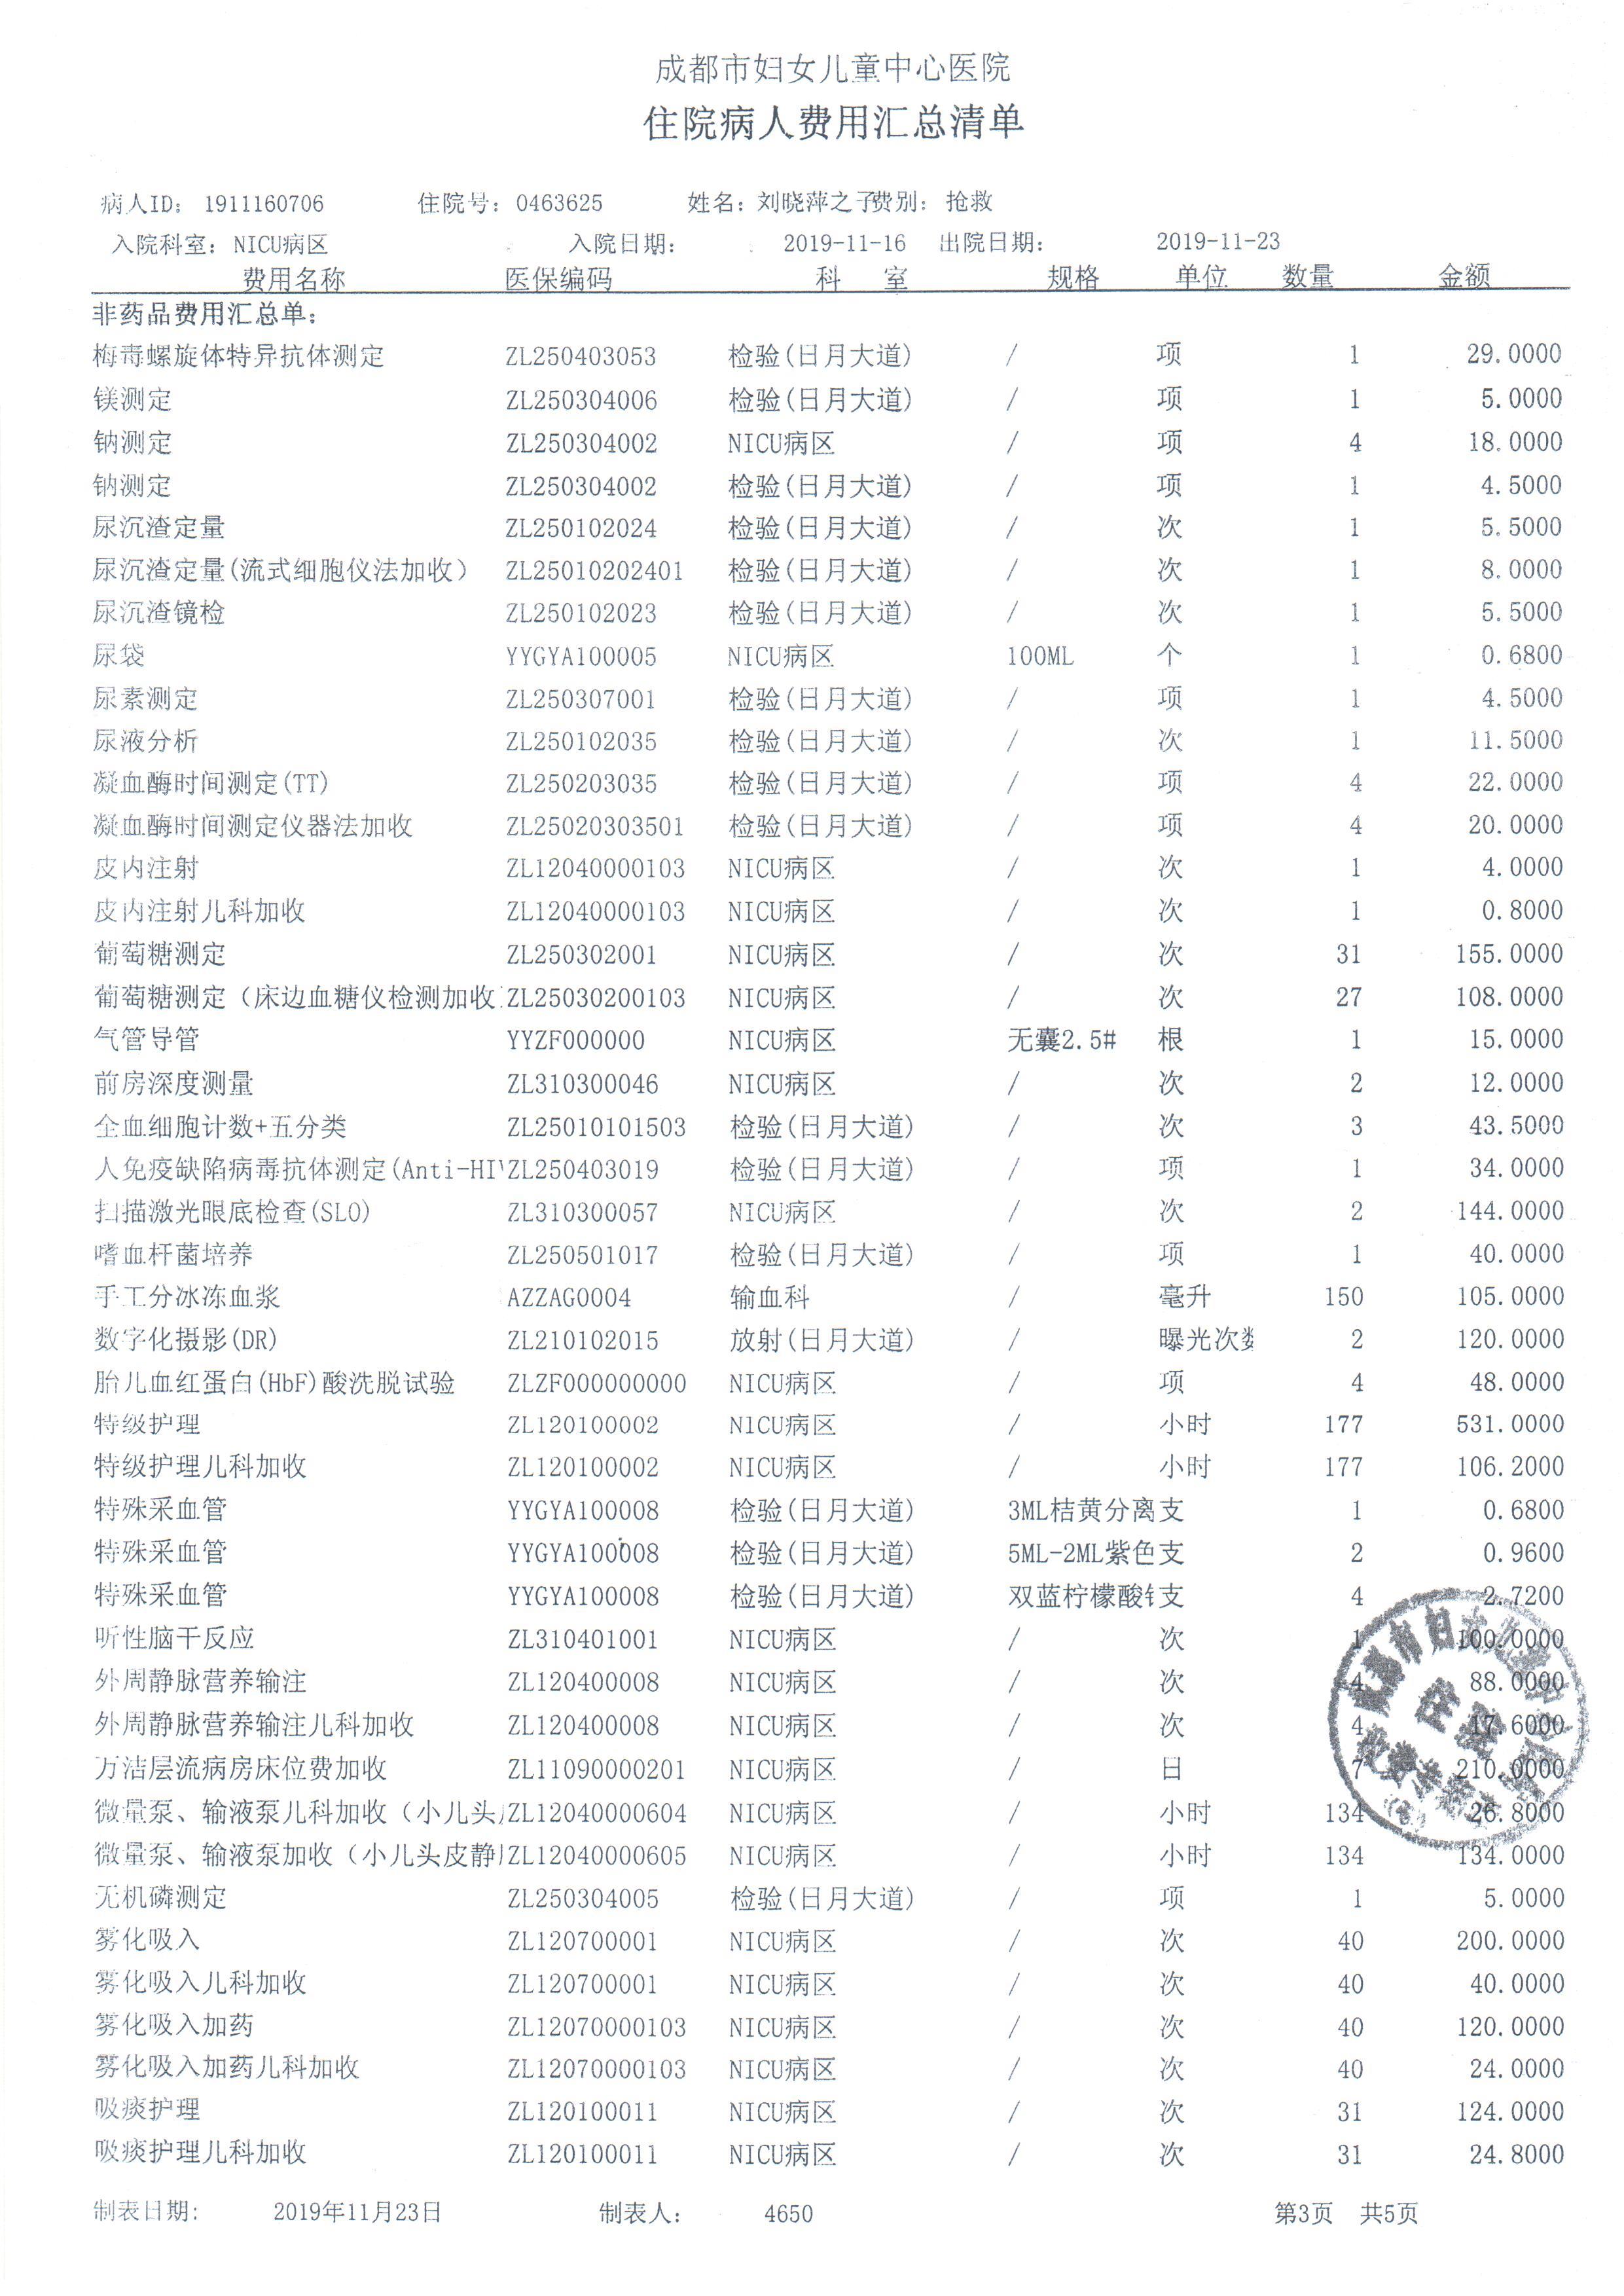 成都市妇女儿童中心医院
住院病人费用汇总清单
病人ID: 1911160706 住院号: 0463625 姓名: 刘晓萍之子费别: 抢救
入院科室: NICU病区 入院日期: 2019-11-16 出院日期: 2019-11-23
费用名称 医保编码 科 室 规格 单位 数量 金额
非药品费用汇总单:
梅毒螺旋体特异抗体测定 ZL250403053 检验(日月大道) / 项 1 29.0000
镁测定 ZL250304006 检验(日月大道) / 项 1 5.0000
钠测定 ZL250304002 NICU病区 / 项 4 18.0000
钠测定 ZL250304002 检验(日月大道) / 项 1 4.5000
尿沉渣定量 ZL250102024 检验(日月大道) / 次 1 5.5000
尿沉渣定量(流式细胞仪法加收) ZL25010202401 检验(日月大道) / 次 1 8.0000
尿沉渣镜检 ZL250102023 检验(日月大道) / 次 1 5.5000
尿袋 YYGYA100005 NICU病区 100ML 个 1 0.6800
尿素测定 ZL250307001 检验(日月大道) / 项 1 4.5000
尿液分析 ZL250102035 检验(日月大道) / 次 1 11.5000
凝血酶时间测定(TT) ZL250203035 检验(日月大道) / 项 4 22.0000
凝血酶时间测定仪器法加收 ZL25020303501 检验(日月大道) / 项 4 20.0000
皮内注射 ZL12040000103 NICU病区 / 次 1 4.0000
皮内注射儿科加收 ZL12040000103 NICU病区 / 次 1 0.8000
葡萄糖测定 ZL250302001 NICU病区 / 次 31 155.0000
葡萄糖测定（床边血糖仪检测加收 ZL25030200103 NICU病区 / 次 27 108.0000
气管导管 YYZF000000 NICU病区 无囊2.5# 根 1 15.0000
前房深度测量 ZL310300046 NICU病区 / 次 2 12.0000
全血细胞计数+五分类 ZL25010101503 检验(日月大道) / 次 3 43.5000
人免疫缺陷病毒抗体测定(Anti-HI ZL250403019 检验(日月大道) / 项 1 34.0000
扫描激光眼底检查(SLO) ZL310300057 NICU病区 / 次 2 144.0000
嗜血杆菌培养 ZL250501017 检验(日月大道) / 项 1 40.0000
手工分冰冻血浆 AZZAG0004 输血科 / 毫升 150 105.0000
数字化摄影(DR) ZL210102015 放射(日月大道) / 曝光次数 2 120.0000
胎儿血红蛋白(HbF)酸洗脱试验 ZLZF000000000 NICU病区 / 项 4 48.0000
特级护理 ZL120100002 NICU病区 / 小时 177 531.0000
特级护理儿科加收 ZL120100002 NICU病区 / 小时 177 106.2000
特殊采血管 YYGYA100008 检验(日月大道) 3ML桔黄分离 支 1 0.6800
特殊采血管 YYGYA100008 检验(日月大道) 5ML-2ML紫色 支 2 0.9600
特殊采血管 YYGYA100008 检验(日月大道) 双蓝柠檬酸 支 4 2.7200
听性脑干反应 ZL310401001 NICU病区 / 次 1 100.0000
外周静脉营养输注 ZL120400008 NICU病区 / 次 4 88.0000
外周静脉营养输注儿科加收 ZL120400008 NICU病区 / 次 4 17.6000
万洁层流病房床位费加收 ZL11090000201 NICU病区 / 日 7 210.0000
微量泵、输液泵儿科加收（小儿头 ZL12040000604 NICU病区 / 小时 134 26.8000
微量泵、输液泵加收（小儿头皮静 ZL12040000605 NICU病区 / 小时 134 134.0000
无机磷测定 ZL250304005 检验(日月大道) / 项 1 5.0000
雾化吸入 ZL120700001 NICU病区 / 次 40 200.0000
雾化吸入儿科加收 ZL120700001 NICU病区 / 次 40 40.0000
雾化吸入加药 ZL12070000103 NICU病区 / 次 40 120.0000
雾化吸入加药儿科加收 ZL12070000103 NICU病区 / 次 40 24.0000
吸痰护理 ZL120100011 NICU病区 / 次 31 124.0000
吸痰护理儿科加收 ZL120100011 NICU病区 / 次 31 24.8000
制表日期: 2019年11月23日 制表人: 4650 第3页 共5页